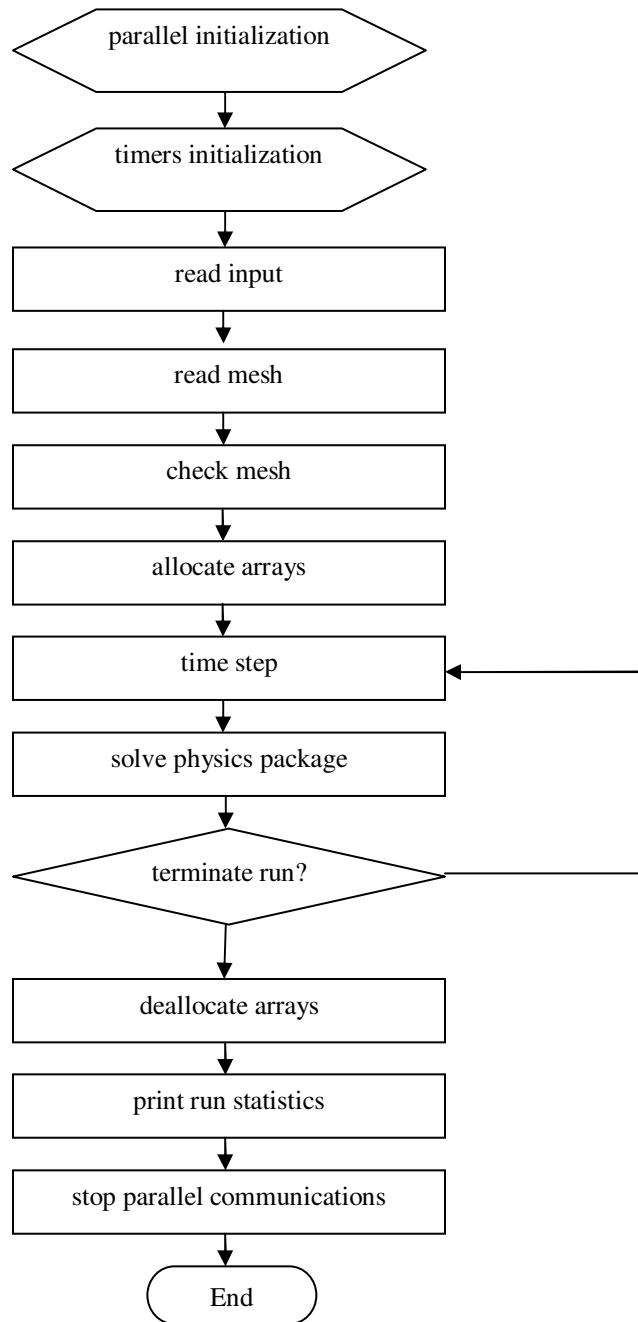 parallel initialization
timers initialization
read input
read mesh
check mesh
allocate arrays
time step
solve physics package
terminate run?
deallocate arrays
print run statistics
stop parallel communications
End